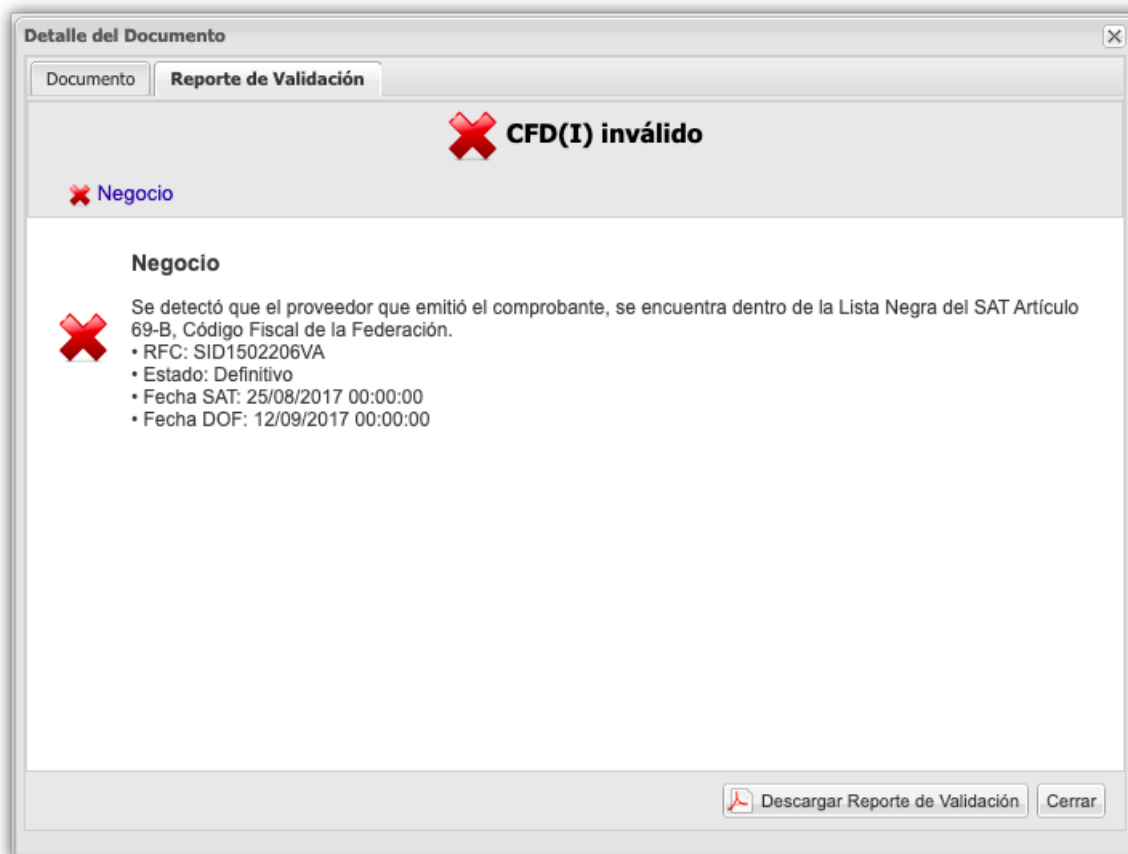 Detalle del Documento
Documento
Reporte de Validación
CFD(I) inválido
Negocio
Negocio
Se detectó que el proveedor que emitió el comprobante, se encuentra dentro de la Lista Negra del SAT Artículo
69-B, Código Fiscal de la Federación.
• RFC: SID1502206VA
• Estado: Definitivo
• Fecha SAT: 25/08/2017 00:00:00
• Fecha DOF: 12/09/2017 00:00:00
Descargar Reporte de Validación
Cerrar